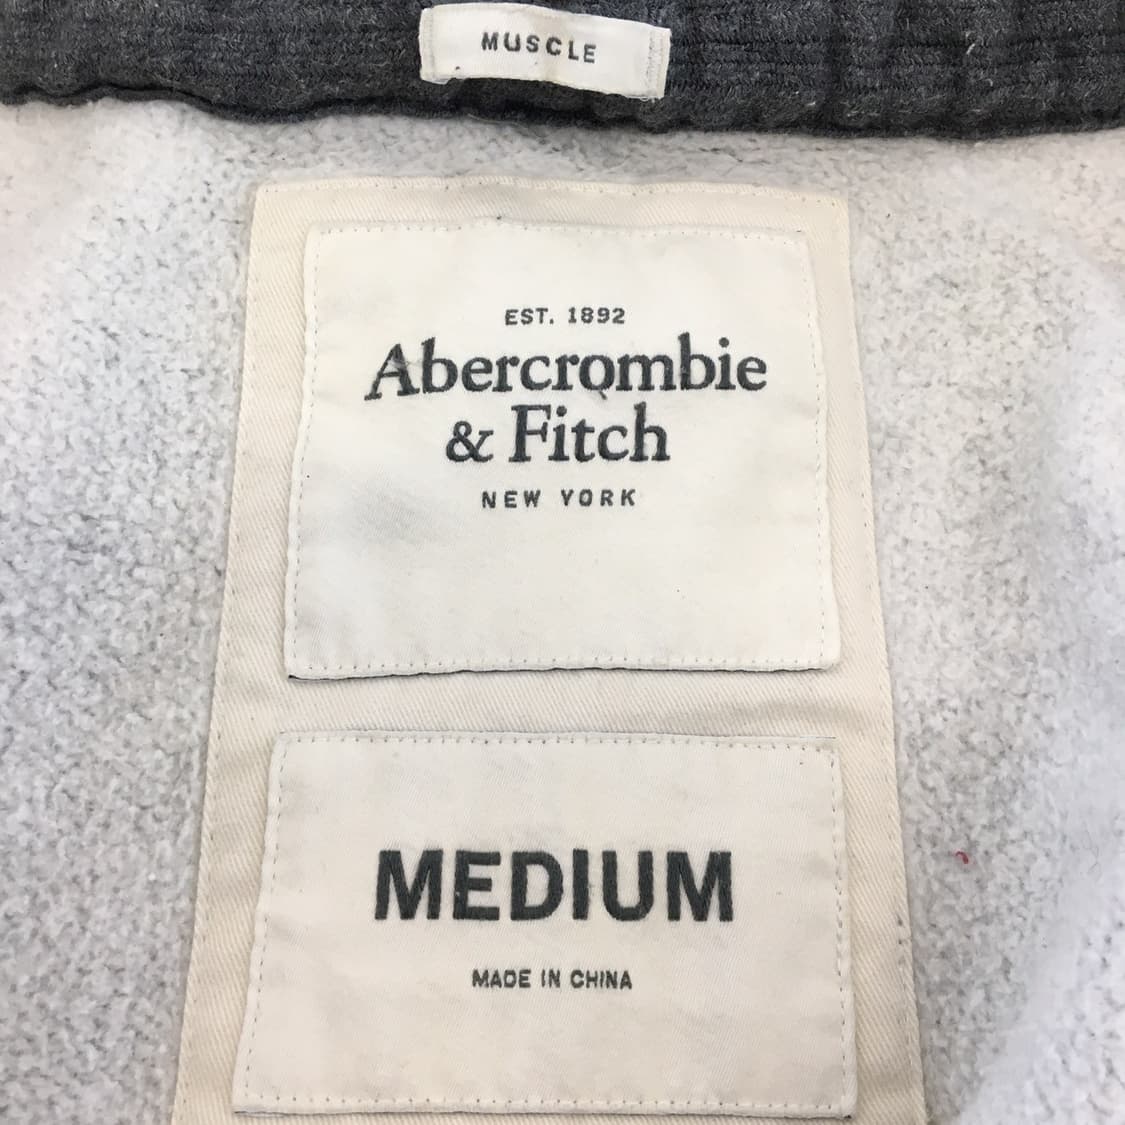 MUSCLE
EST. 1892
Abercrombie
& Fitch
NEW YORK
MEDIUM
MADE IN CHINA